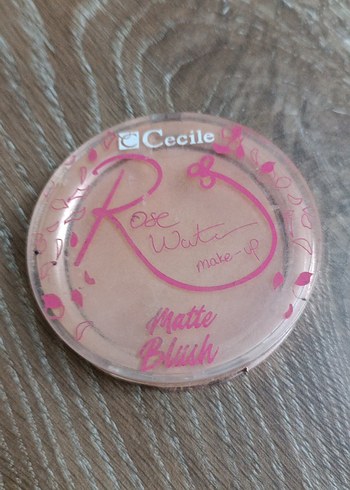 Cecile
Rose
Water
make-up
Matte
Blush